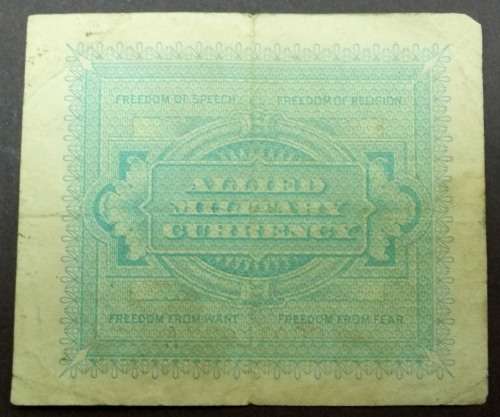 FREEDOM OF SPEECH FREEDOM OF RELIGION
ALLIED
MILITARY
CURRENCY
FREEDOM FROM WANT FREEDOM FROM FEAR